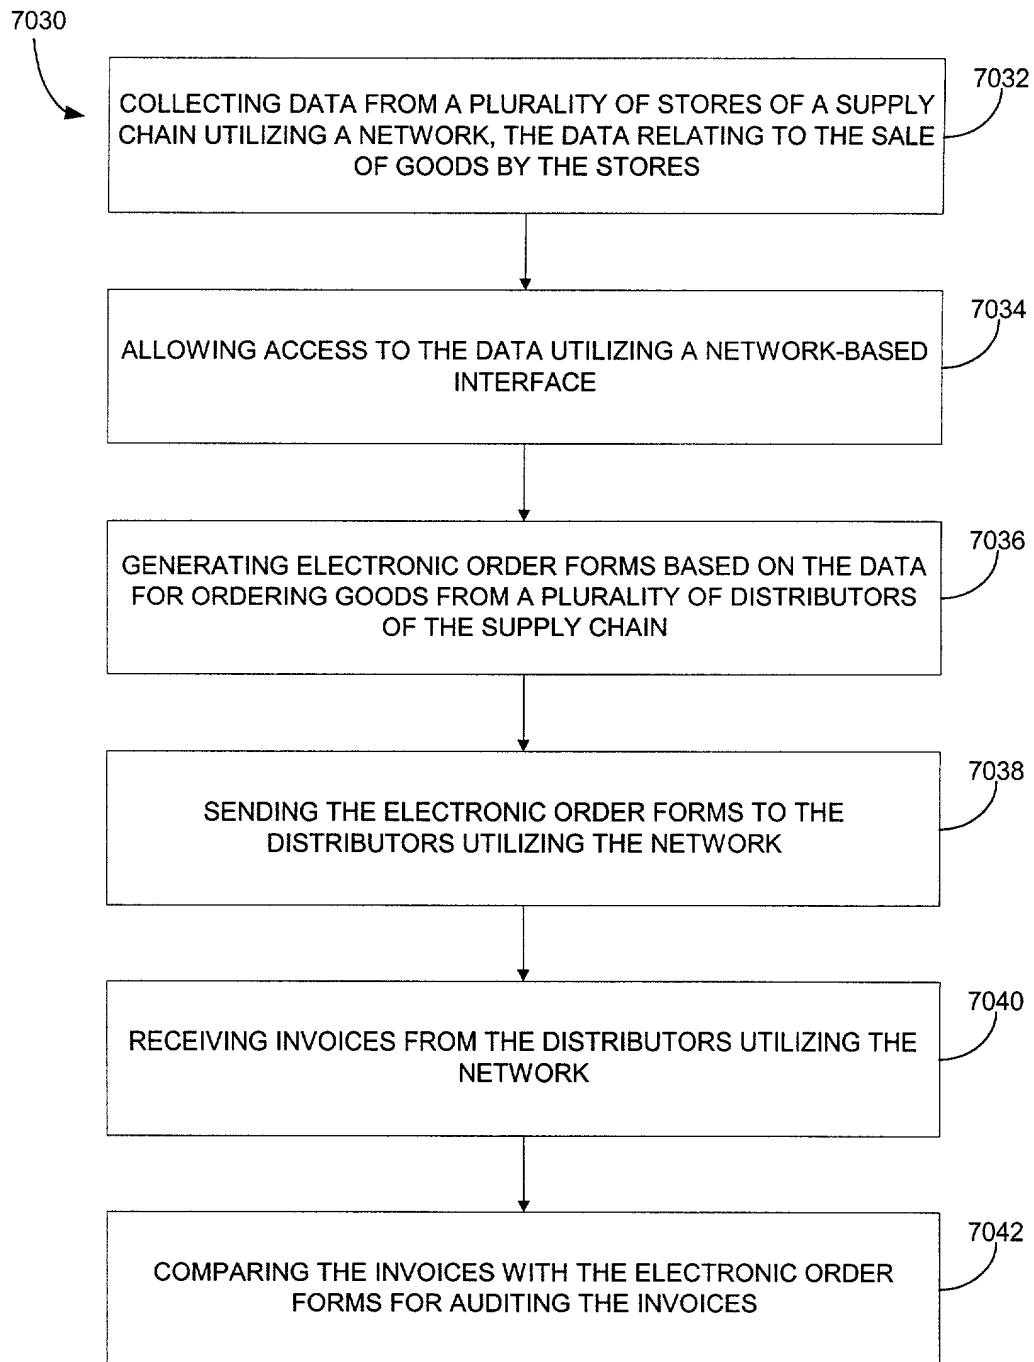 7030
7032
COLLECTING DATA FROM A PLURALITY OF STORES OF A SUPPLY
CHAIN UTILIZING A NETWORK, THE DATA RELATING TO THE SALE
OF GOODS BY THE STORES
7034
ALLOWING ACCESS TO THE DATA UTILIZING A NETWORK-BASED
INTERFACE
7036
GENERATING ELECTRONIC ORDER FORMS BASED ON THE DATA
FOR ORDERING GOODS FROM A PLURALITY OF DISTRIBUTORS
OF THE SUPPLY CHAIN
7038
SENDING THE ELECTRONIC ORDER FORMS TO THE
DISTRIBUTORS UTILIZING THE NETWORK
7040
RECEIVING INVOICES FROM THE DISTRIBUTORS UTILIZING THE
NETWORK
7042
COMPARING THE INVOICES WITH THE ELECTRONIC ORDER
FORMS FOR AUDITING THE INVOICES